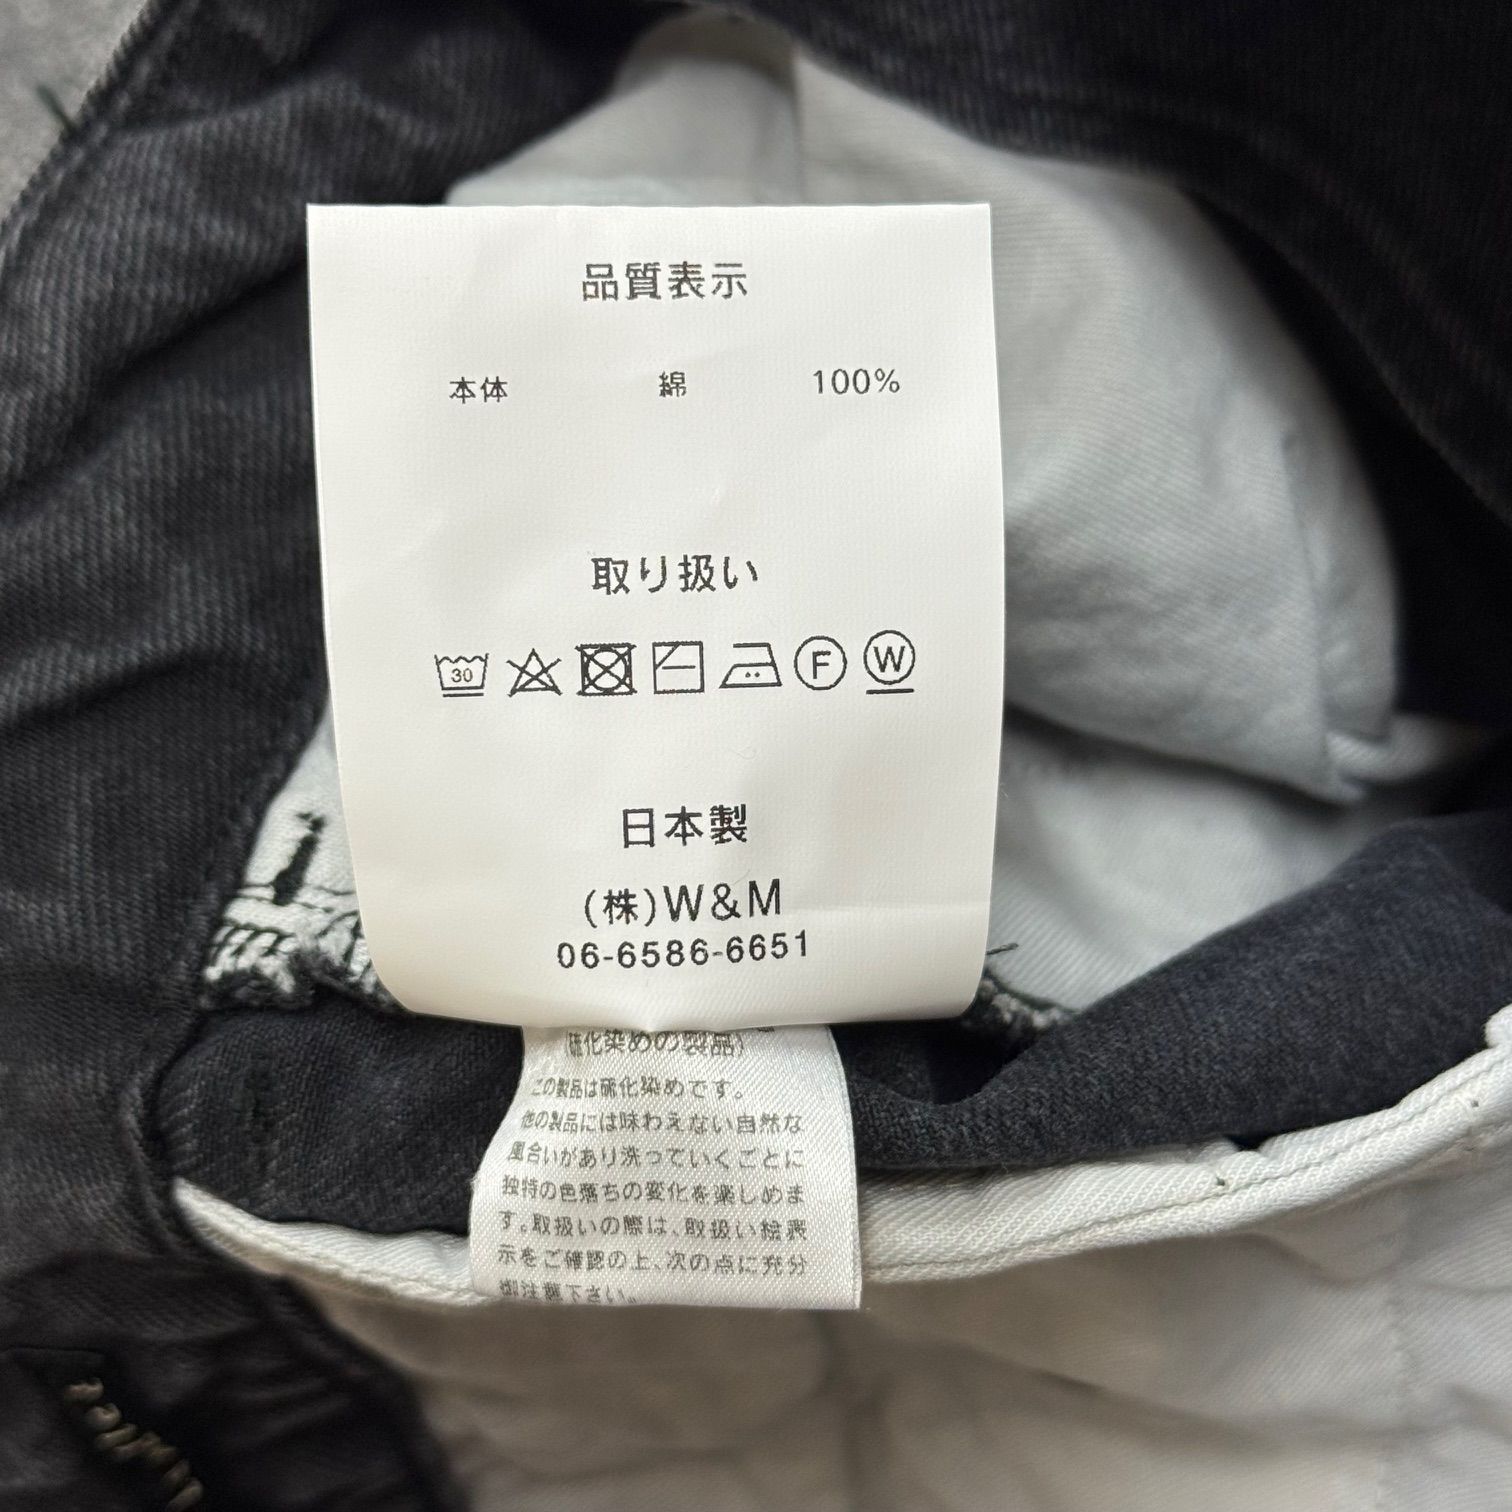 品質表示
本体 綿 100%
取り扱い
30 F W
日本製
(株)W&M
06-6586-6651
(硫化染めの製品)
この製品は硫化染めです。
他の製品には味わえない自然な
風合いがあり洗っていくごとに
独特の色落ちの変化を楽しめま
す。取扱いの際は、取扱い絵表
示をご確認の上、次の点に充分
御注意下さい。